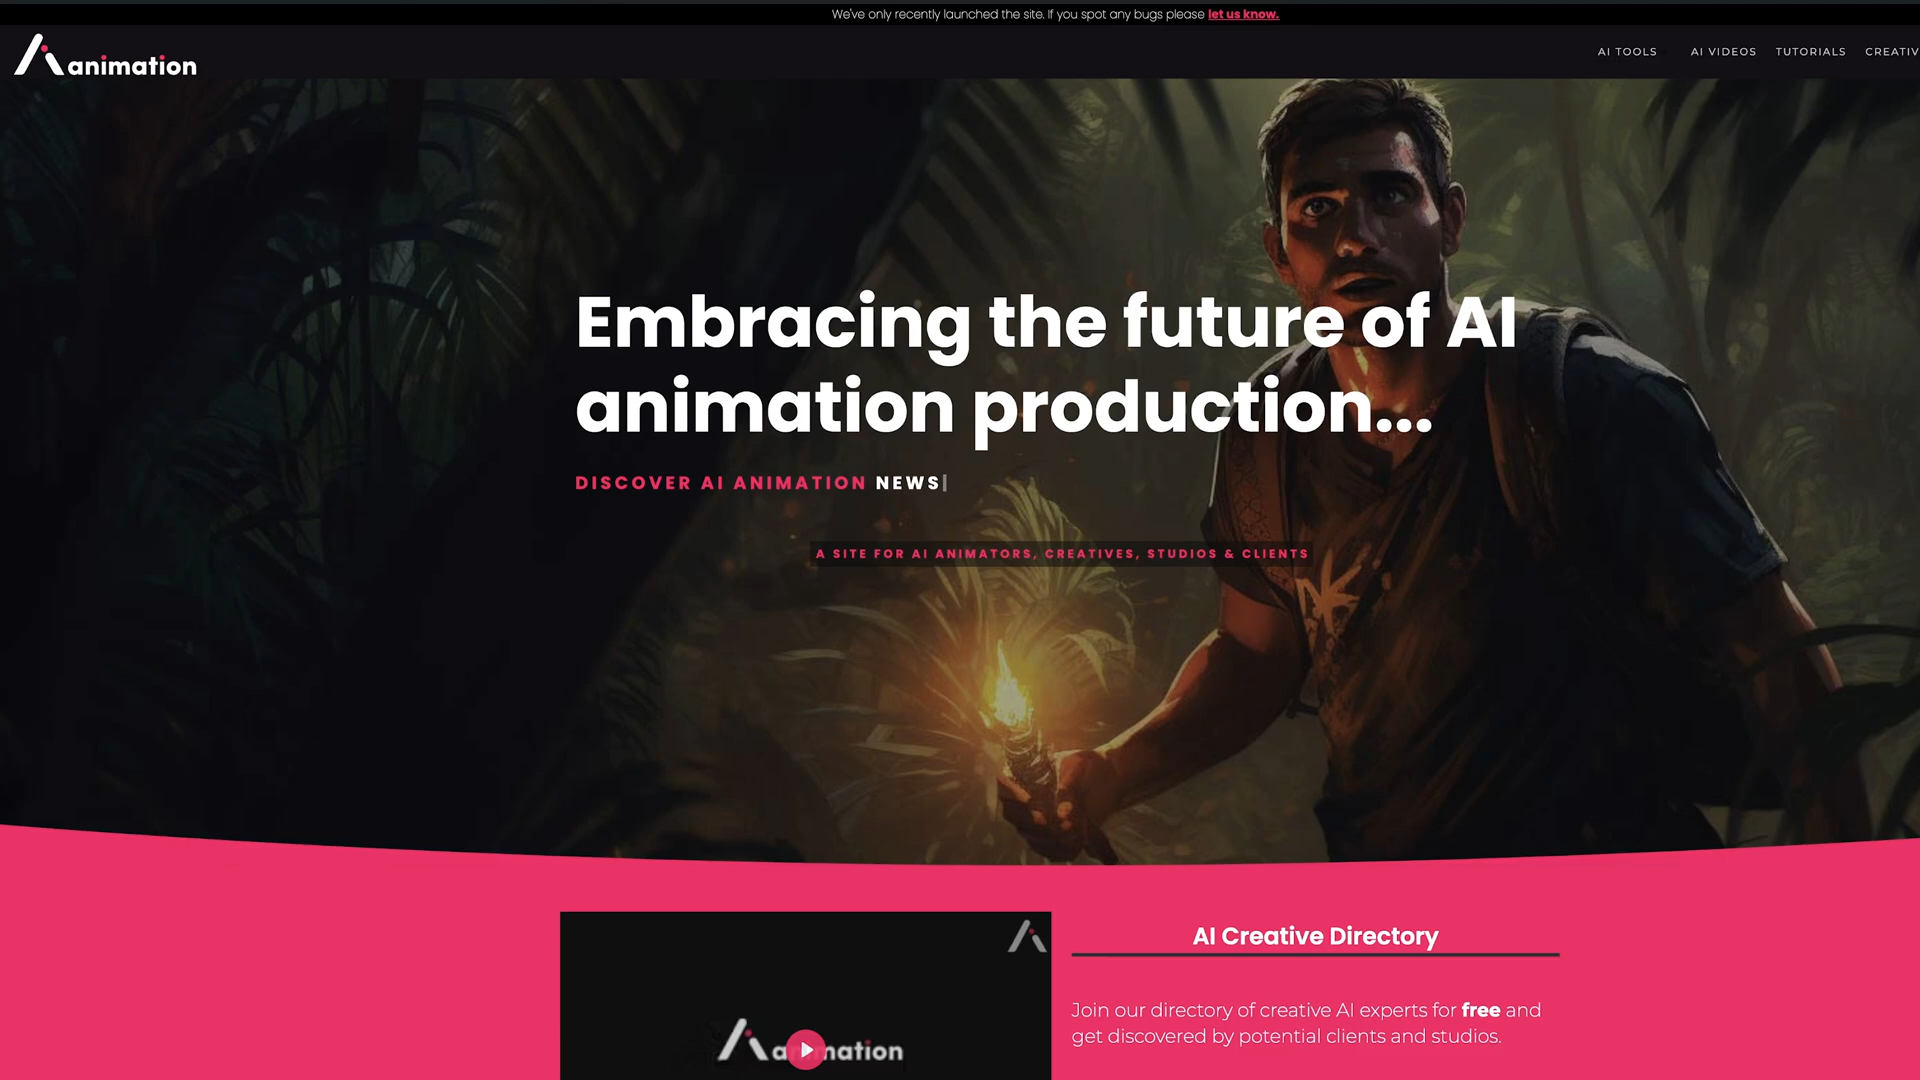 We've only recently launched the site. If you spot any bugs please let us know.
animation
AI TOOLS AI VIDEOS TUTORIALS CREATIV
Embracing the future of AI
animation production...
DISCOVER AI ANIMATION NEWS
A SITE FOR AI ANIMATORS, CREATIVES, STUDIOS & CLIENTS
AI Creative Directory
Join our directory of creative AI experts for free and
get discovered by potential clients and studios.
animation